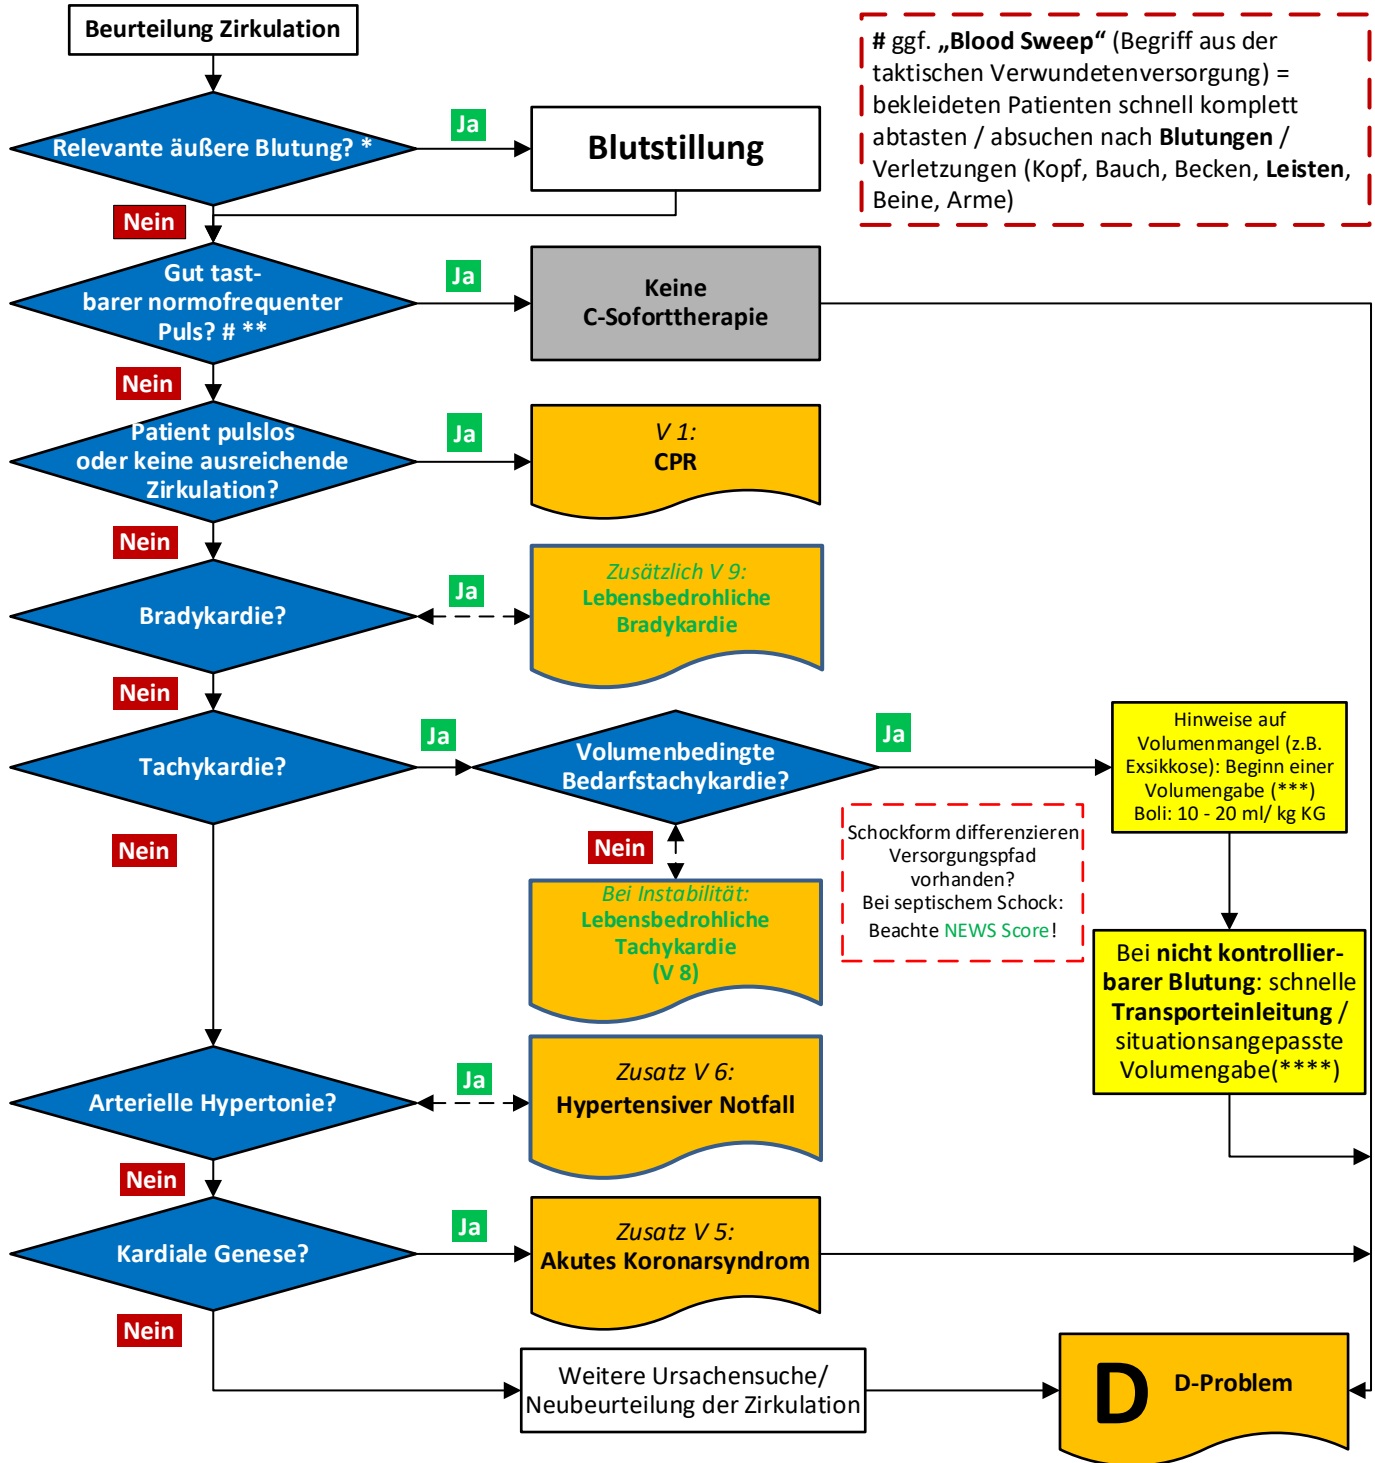 Beurteilung Zirkulation
# ggf. „Blood Sweep“ (Begriff aus der
taktischen Verwundetenversorgung) =
bekleideten Patienten schnell komplett
abtasten / absuchen nach Blutungen /
Verletzungen (Kopf, Bauch, Becken, Leisten,
Beine, Arme)
Relevante äußere Blutung? *
Ja
Blutstillung
Nein
Gut tast-
barer normofrequenter
Puls? # **
Ja
Keine
C-Soforttherapie
Nein
Patient pulslos
oder keine ausreichende
Zirkulation?
Ja
V 1:
CPR
Nein
Bradykardie?
Ja
Zusätzlich V 9:
Lebensbedrohliche
Bradykardie
Nein
Tachykardie?
Ja
Volumenbedingte
Bedarfstachykardie?
Ja
Hinweise auf
Volumenmangel (z.B.
Exsikkose): Beginn einer
Volumengabe (***)
Boli: 10 - 20 ml/ kg KG
Nein
Nein
Schockform differenzieren
Versorgungspfad
vorhanden?
Bei septischem Schock:
Beachte NEWS Score!
Bei Instabilität:
Lebensbedrohliche
Tachykardie
(V 8)
Bei nicht kontrollier-
barer Blutung: schnelle
Transporteinleitung /
situationsangepasste
Volumengabe(****)
Arterielle Hypertonie?
Ja
Zusatz V 6:
Hypertensiver Notfall
Nein
Kardiale Genese?
Ja
Zusatz V 5:
Akutes Koronarsyndrom
Nein
Weitere Ursachensuche/
Neubeurteilung der Zirkulation
D D-Problem